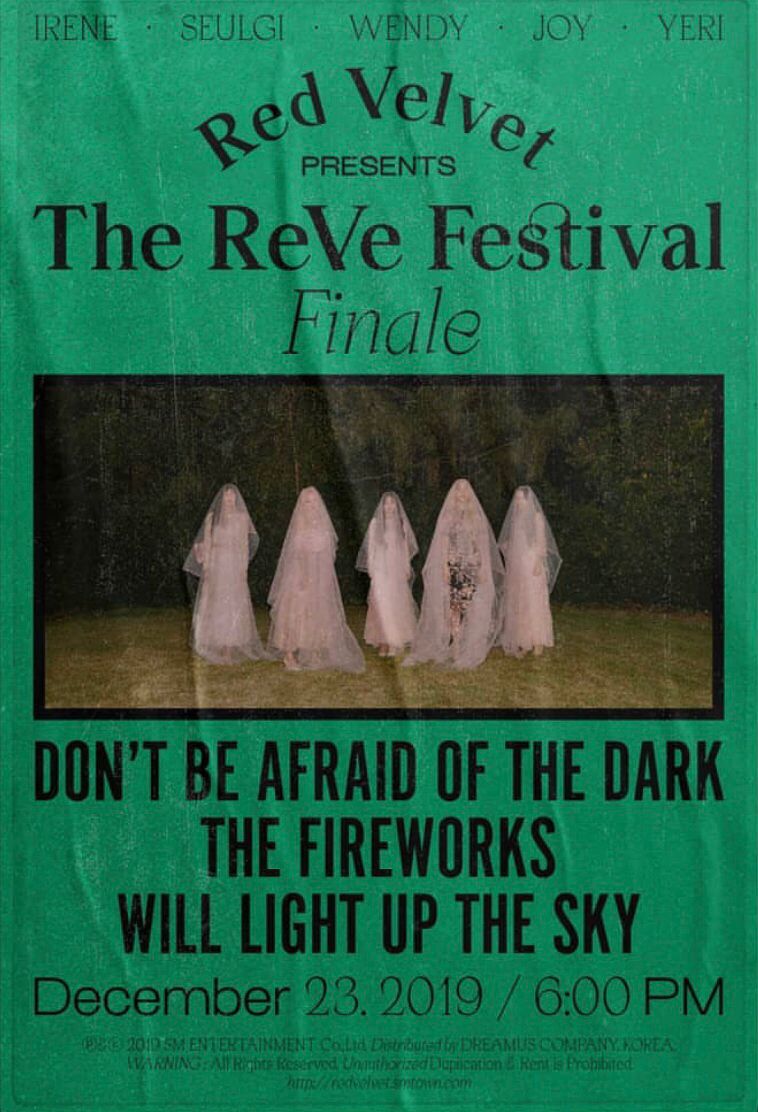 IRENE · SEULGI · WENDY · JOY · YERI
Red Velvet
PRESENTS
The ReVe Festival
Finale
DON'T BE AFRAID OF THE DARK
THE FIREWORKS
WILL LIGHT UP THE SKY
December 23. 2019 / 6:00 PM
2019 SM ENTERTAINMENT Co.,Ltd. Distributed by DREAMUS COMPANY. KOREA.
WARNING : All Rights Reserved. Unauthorized Duplication & Rent is Prohibited.
http://redvelvet.smtown.com